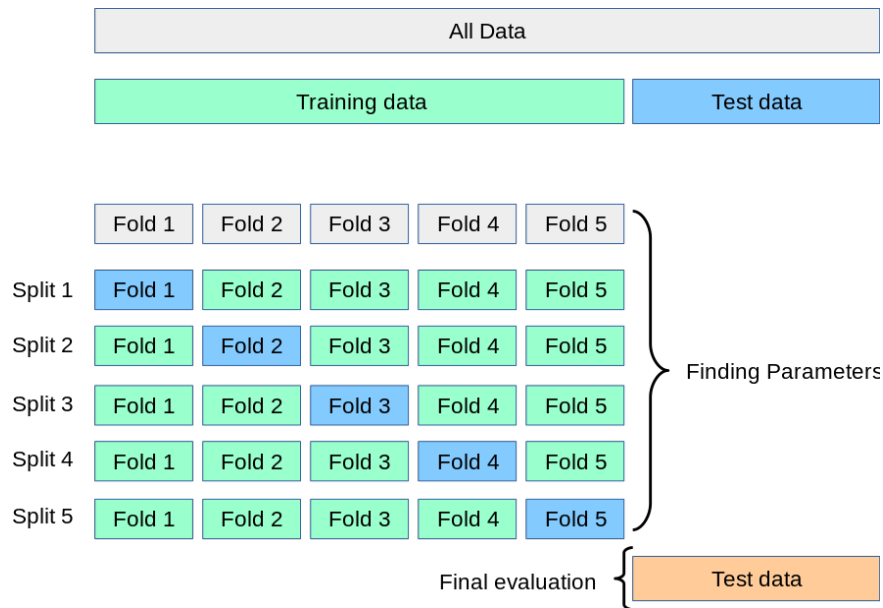 All Data
Training data Test data
Fold 1 Fold 2 Fold 3 Fold 4 Fold 5
Split 1 Fold 1 Fold 2 Fold 3 Fold 4 Fold 5
Split 2 Fold 1 Fold 2 Fold 3 Fold 4 Fold 5
Finding Parameters
Split 3 Fold 1 Fold 2 Fold 3 Fold 4 Fold 5
Split 4 Fold 1 Fold 2 Fold 3 Fold 4 Fold 5
Split 5 Fold 1 Fold 2 Fold 3 Fold 4 Fold 5
Final evaluation Test data